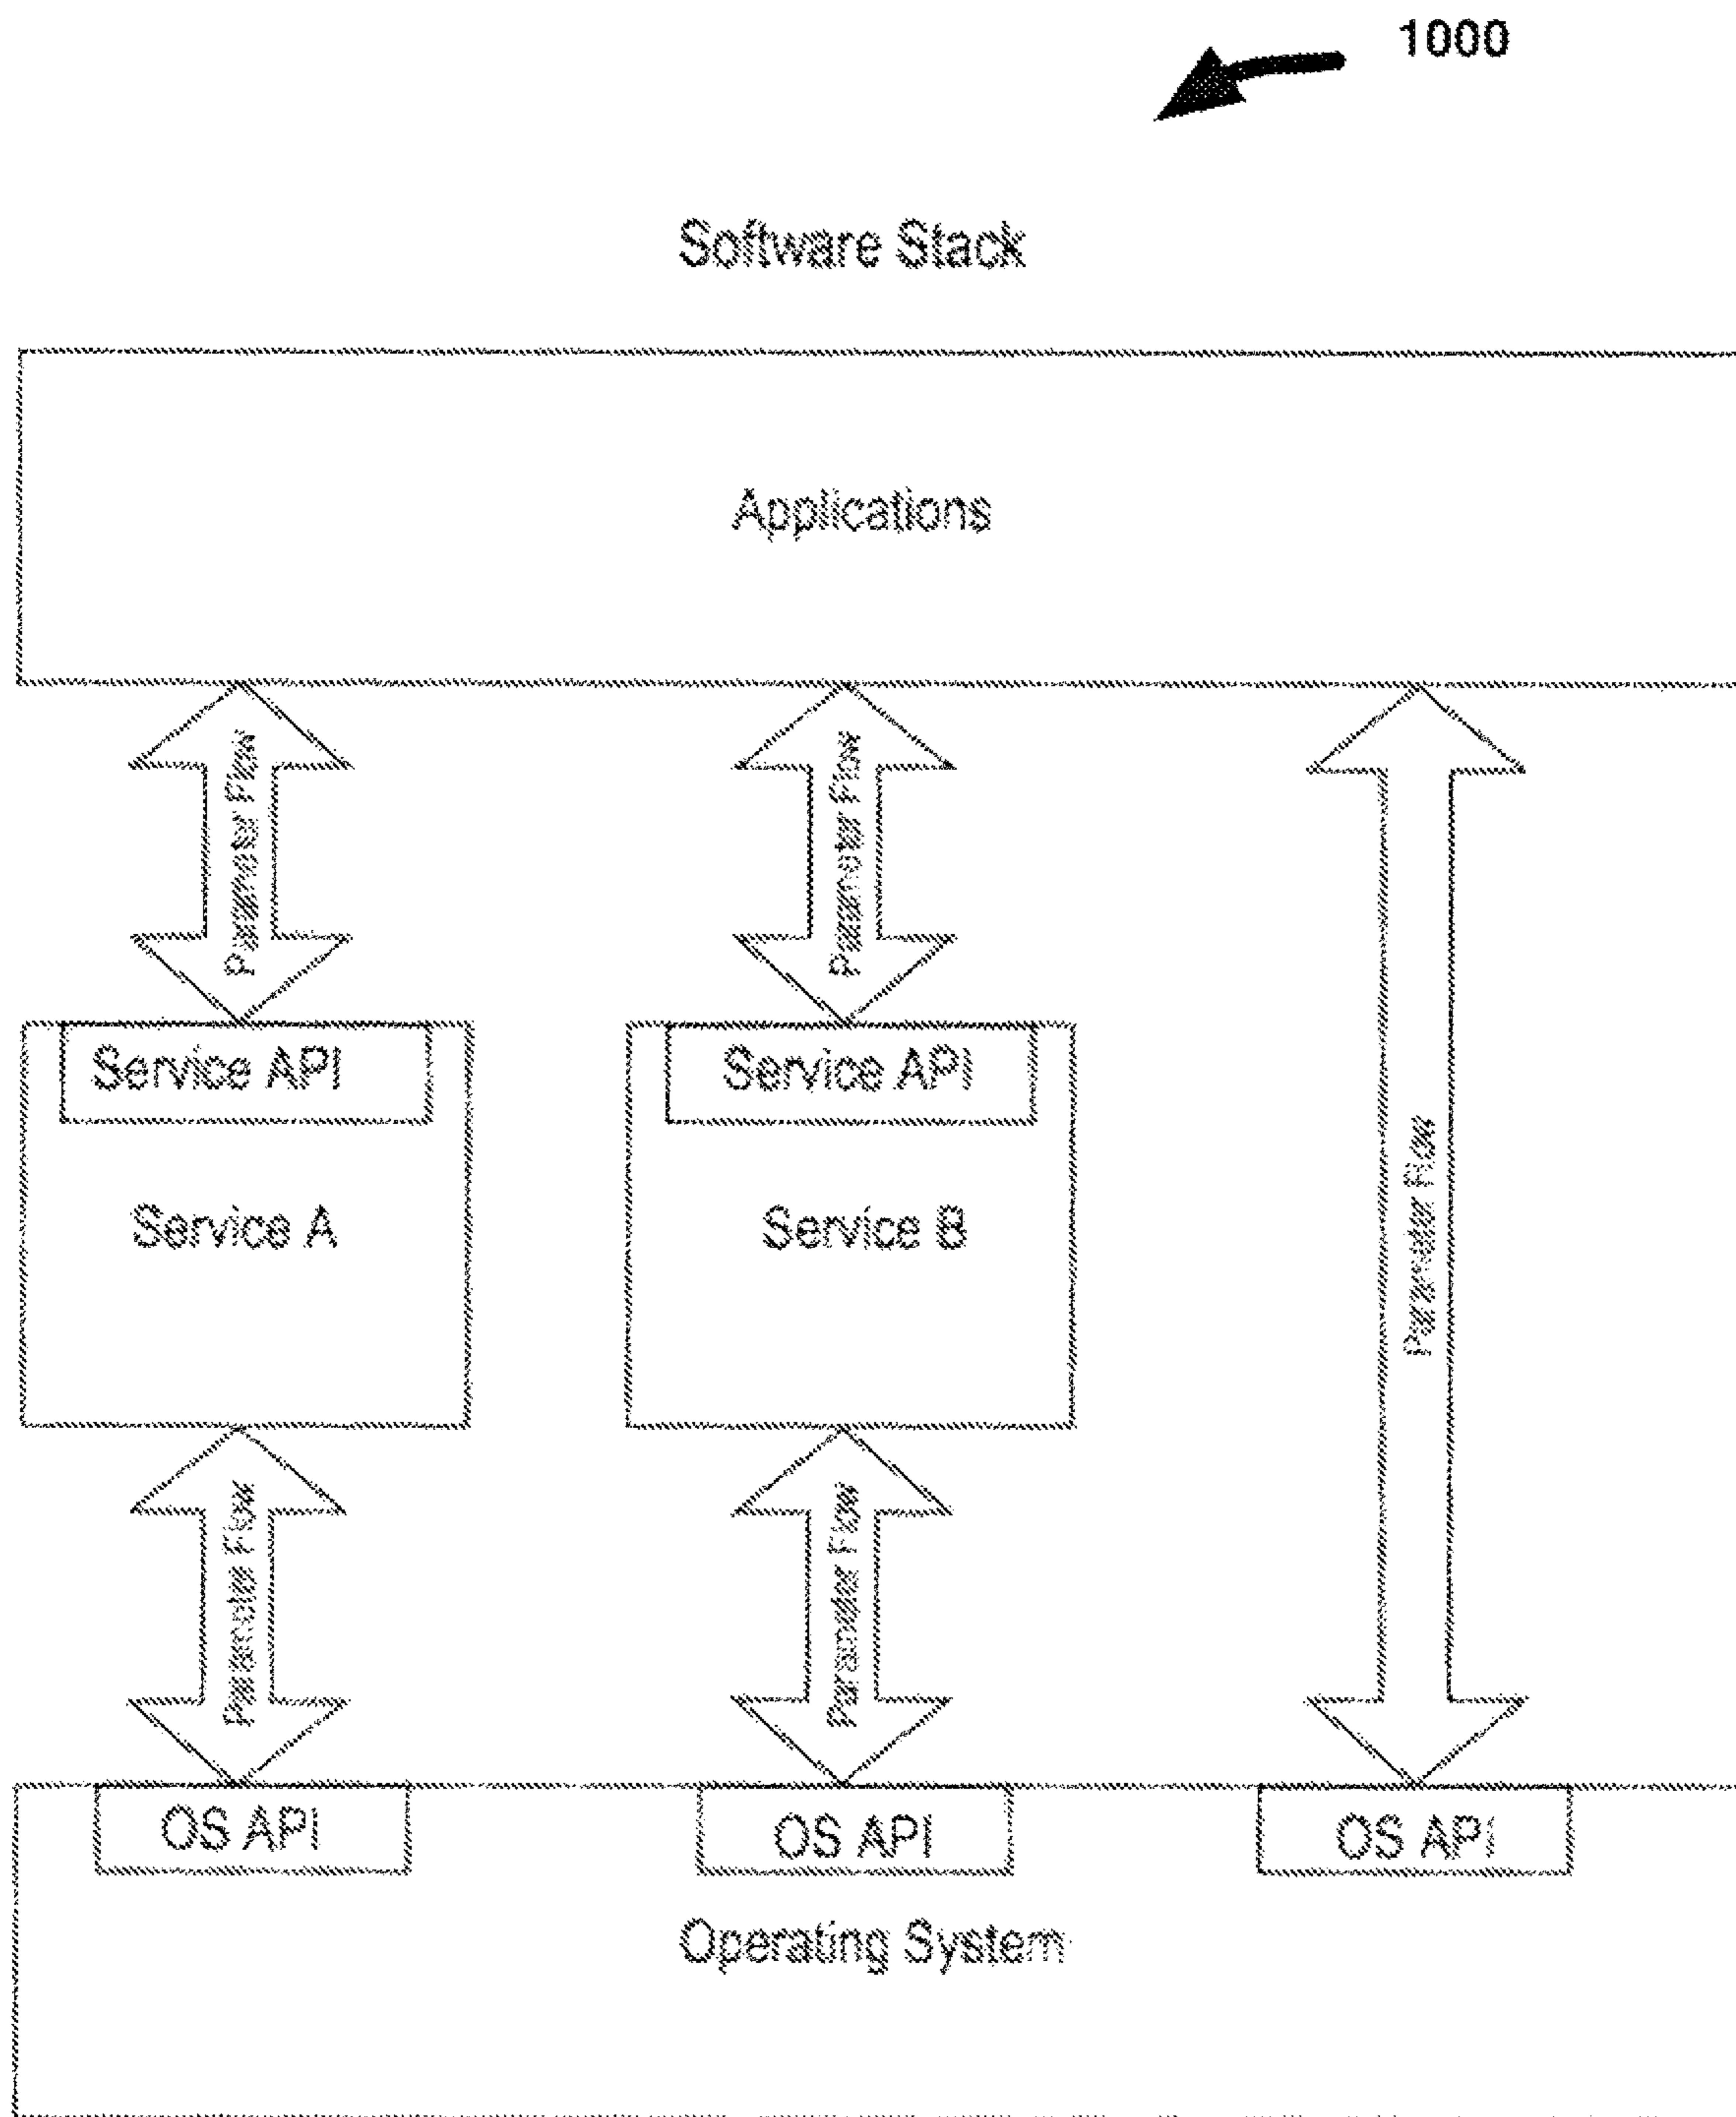 1000
Software Stack
Applications
Parameter Flow
Parameter Flow
Parameter Flow
Service API
Service API
Service A
Service B
Parameter Flow
Parameter Flow
OS API
OS API
OS API
Operating System